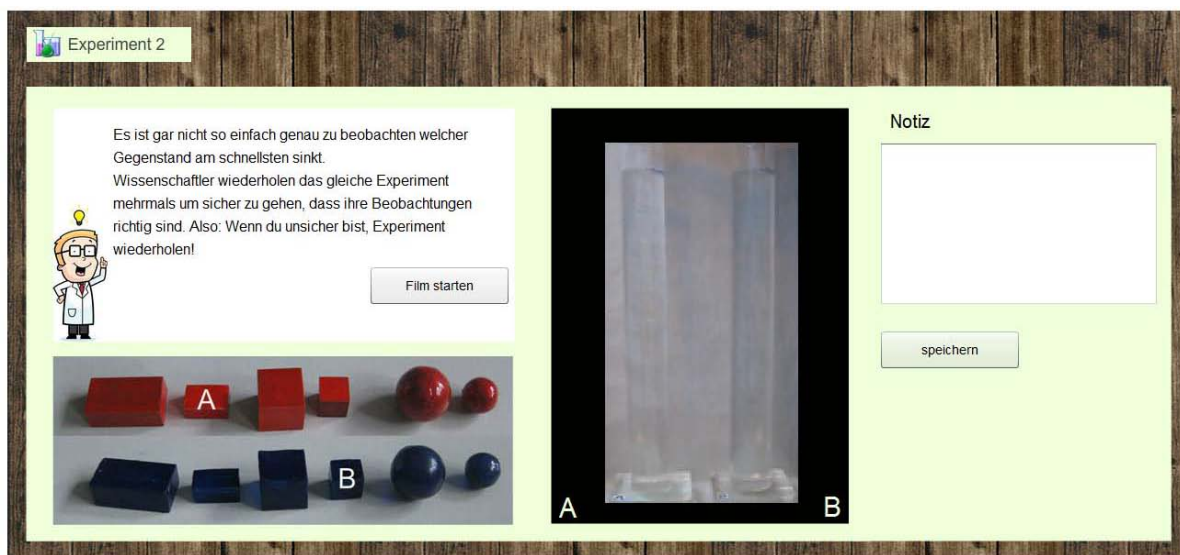 Experiment 2
Es ist gar nicht so einfach genau zu beobachten welcher
Gegenstand am schnellsten sinkt.
Wissenschaftler wiederholen das gleiche Experiment
mehrmals um sicher zu gehen, dass ihre Beobachtungen
richtig sind. Also: Wenn du unsicher bist, Experiment
wiederholen!
Film starten
A
B
A
B
Notiz
speichern